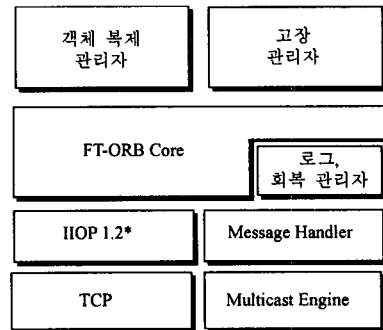 객체 복제
관리자
고장
관리자
FT-ORB Core
로그,
회복 관리자
IIOP 1.2*
Message Handler
TCP
Multicast Engine